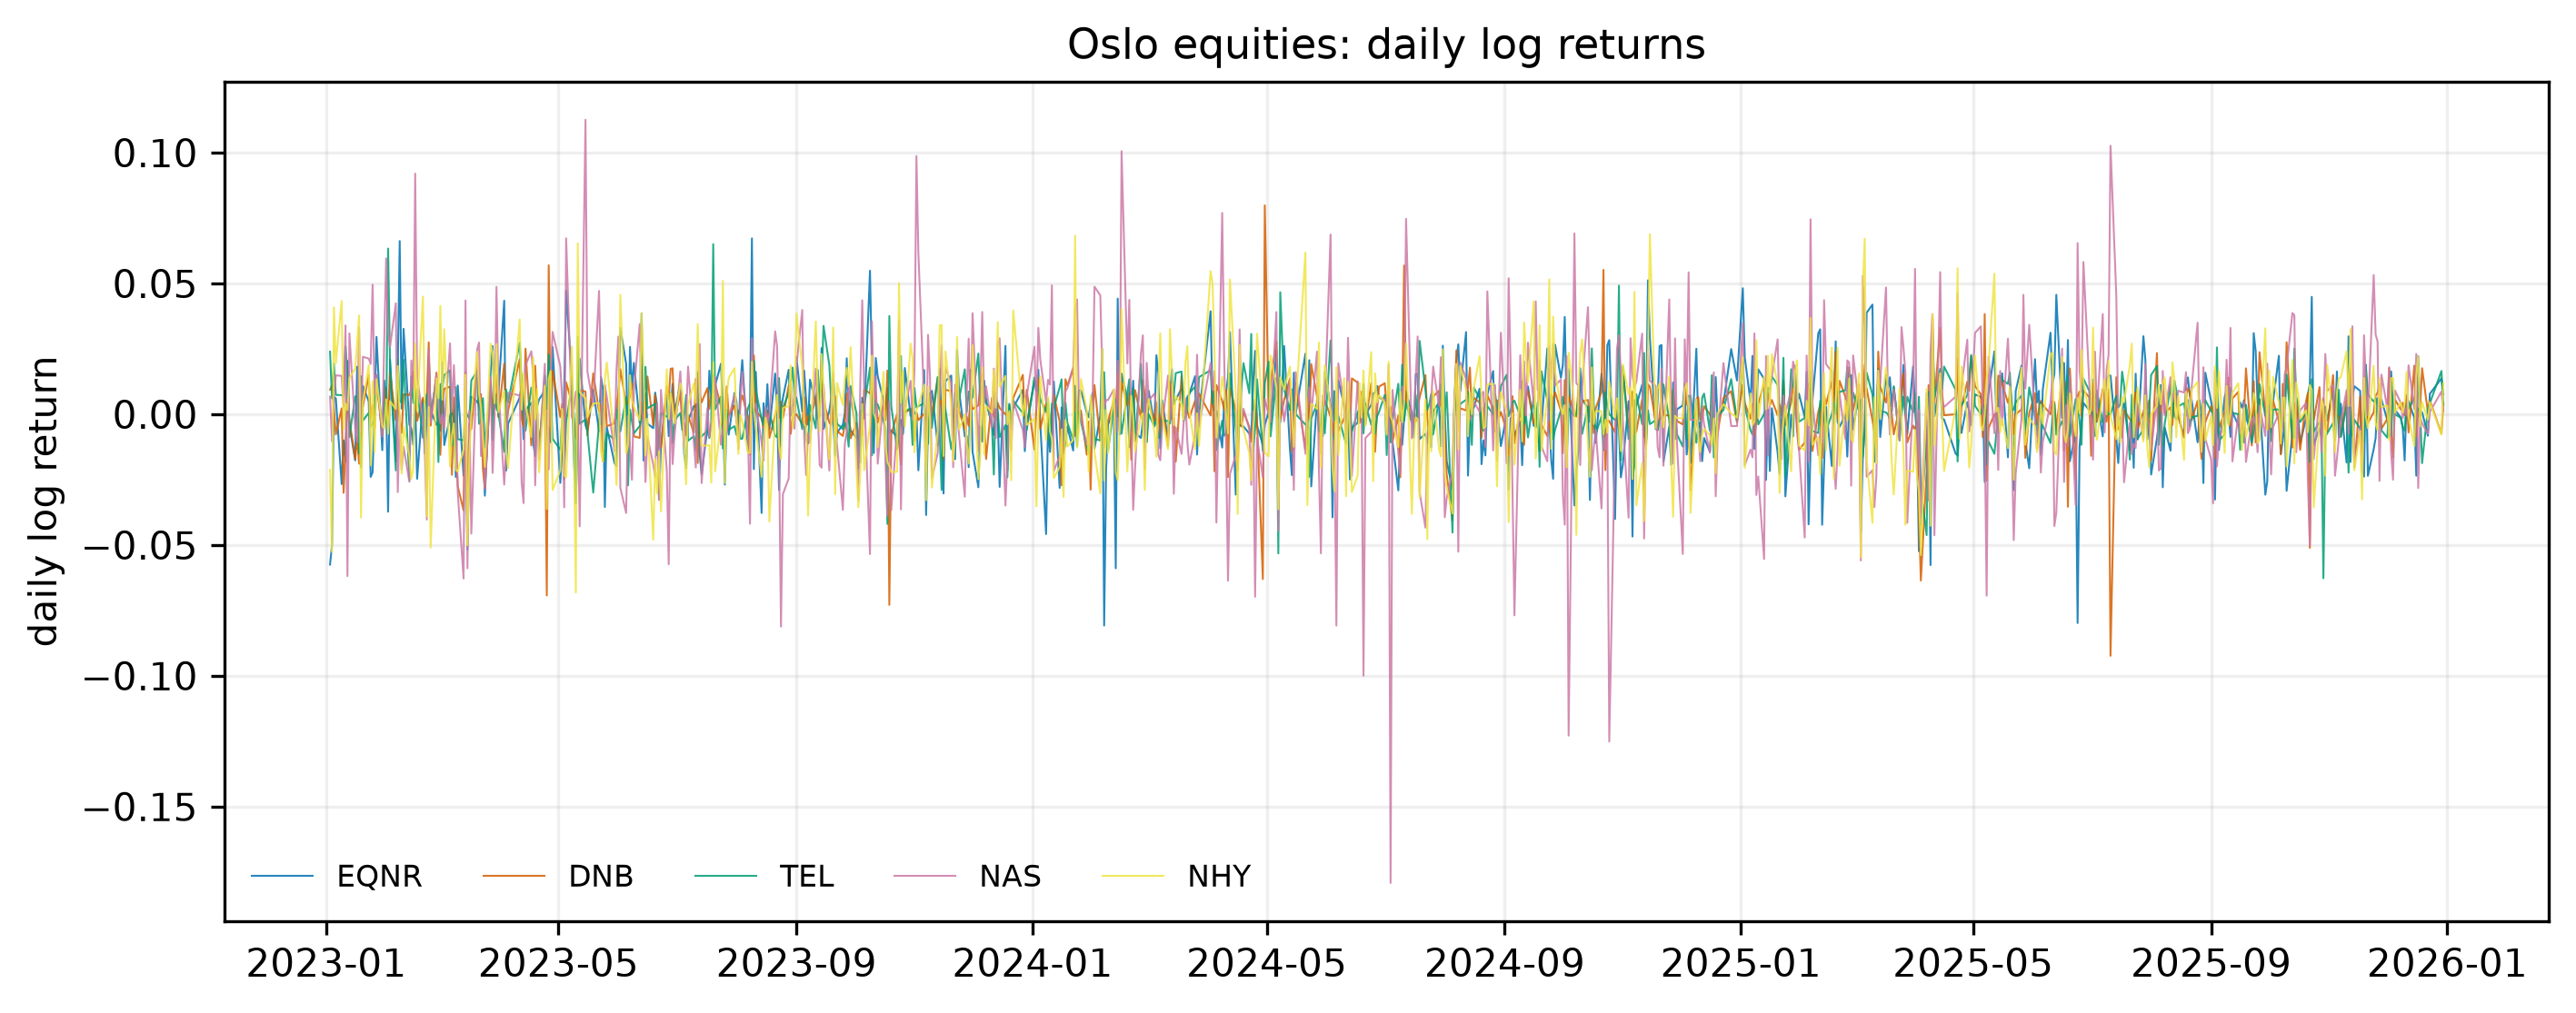 Oslo equities: daily log returns
daily log return
0.10
0.05
0.00
−0.05
−0.10
−0.15
EQNR DNB TEL NAS NHY
2023-01 2023-05 2023-09 2024-01 2024-05 2024-09 2025-01 2025-05 2025-09 2026-01